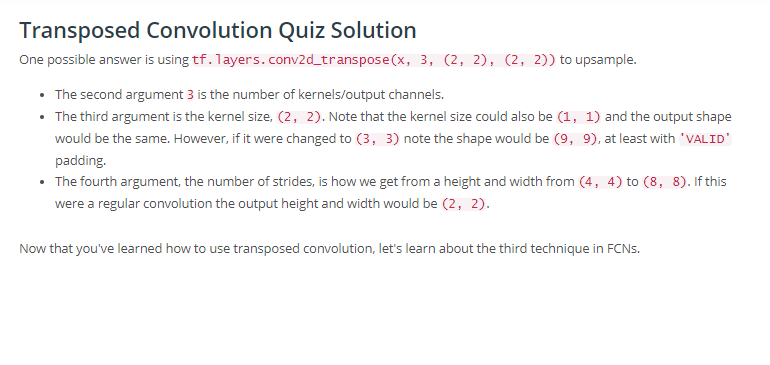 Transposed Convolution Quiz Solution
One possible answer is using tf.layers.conv2d_transpose(x, 3, (2, 2), (2, 2)) to upsample.
• The second argument 3 is the number of kernels/output channels.
• The third argument is the kernel size, (2, 2). Note that the kernel size could also be (1, 1) and the output shape
would be the same. However, if it were changed to (3, 3) note the shape would be (9, 9), at least with 'VALID'
padding.
• The fourth argument, the number of strides, is how we get from a height and width from (4, 4) to (8, 8). If this
were a regular convolution the output height and width would be (2, 2).
Now that you've learned how to use transposed convolution, let's learn about the third technique in FCNs.